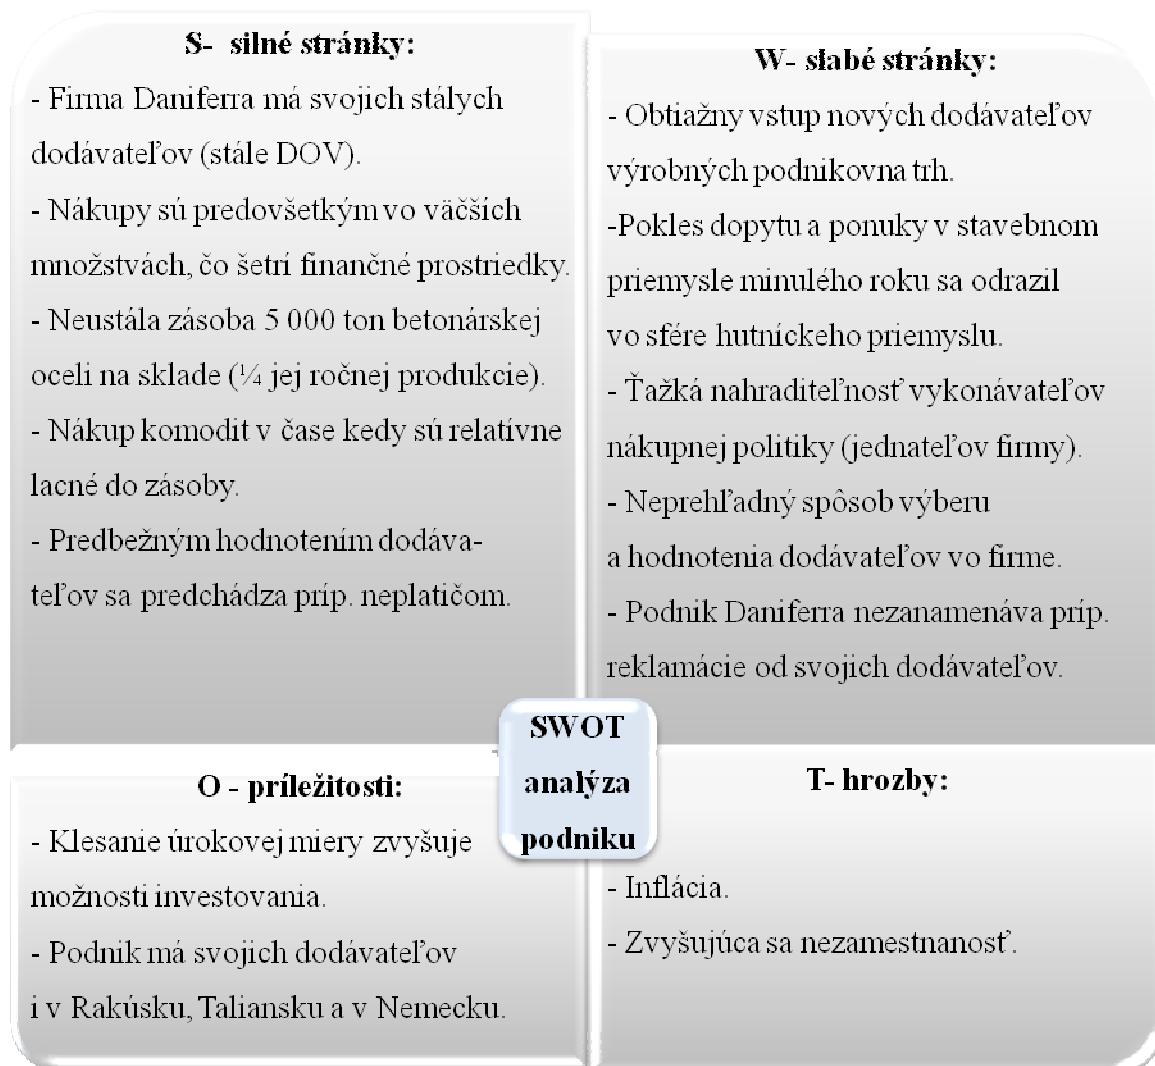 S- silné stránky:
- Firma Daniferra má svojich stálych
dodávateľov (stále DOV).
- Nákupy sú predovšetkým vo väčších
množstvách, čo šetrí finančné prostriedky.
- Neustála zásoba 5 000 ton betonárskej
oceli na sklade (¼ jej ročnej produkcie).
- Nákup komodit v čase kedy sú relatívne
lacné do zásoby.
- Predbežným hodnotením dodáva-
teľov sa predchádza príp. neplatičom.
W- slabé stránky:
- Obtiažny vstup nových dodávateľov
výrobných podnikovna trh.
-Pokles dopytu a ponuky v stavebnom
priemysle minulého roku sa odrazil
vo sfére hutníckeho priemyslu.
- Ťažká nahraditeľnosť vykonávateľov
nákupnej politiky (jednateľov firmy).
- Neprehľadný spôsob výberu
a hodnotenia dodávateľov vo firme.
- Podnik Daniferra nezanamenáva príp.
reklamácie od svojich dodávateľov.
SWOT
analýza
podniku
O - príležitosti:
- Klesanie úrokovej miery zvyšuje
možnosti investovania.
- Podnik má svojich dodávateľov
i v Rakúsku, Taliansku a v Nemecku.
T- hrozby:
- Inflácia.
- Zvyšujúca sa nezamestnanosť.